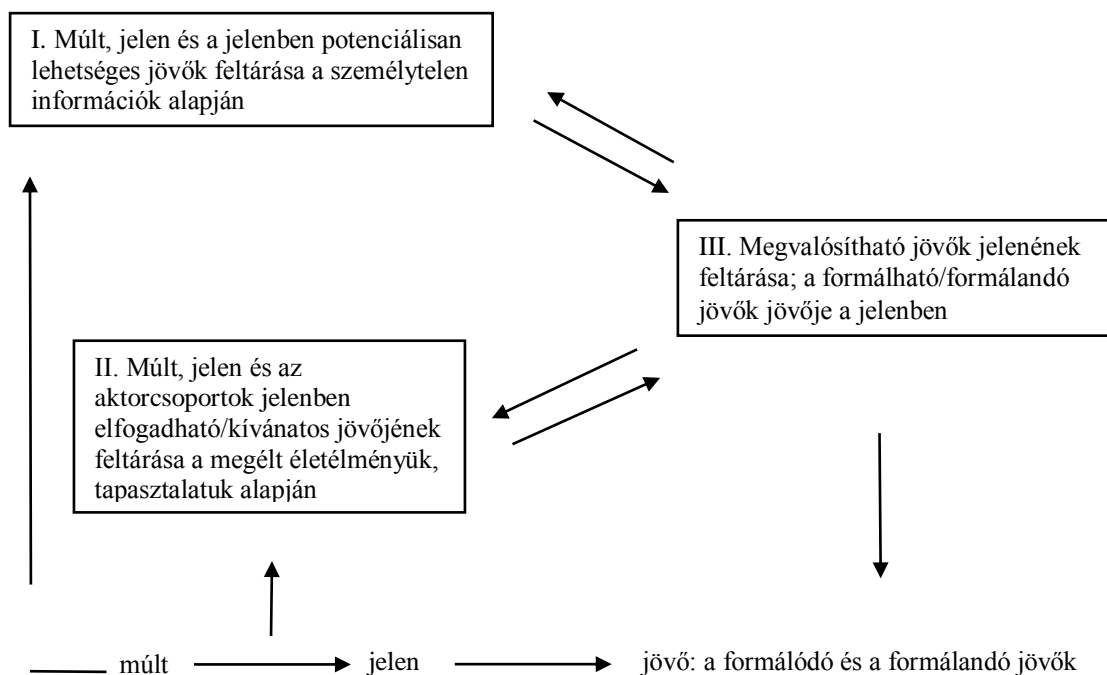 I. Múlt, jelen és a jelenben potenciálisan
lehetséges jövők feltárása a személytelen
információk alapján
III. Megvalósítható jövők jelenének
feltárása; a formálható/formálandó
jövők jövője a jelenben
II. Múlt, jelen és az
aktorcsoportok jelenben
elfogadható/kívánatos jövőjének
feltárása a megélt életélményük,
tapasztalatuk alapján
múlt jelen jövő: a formálódó és a formálandó jövők